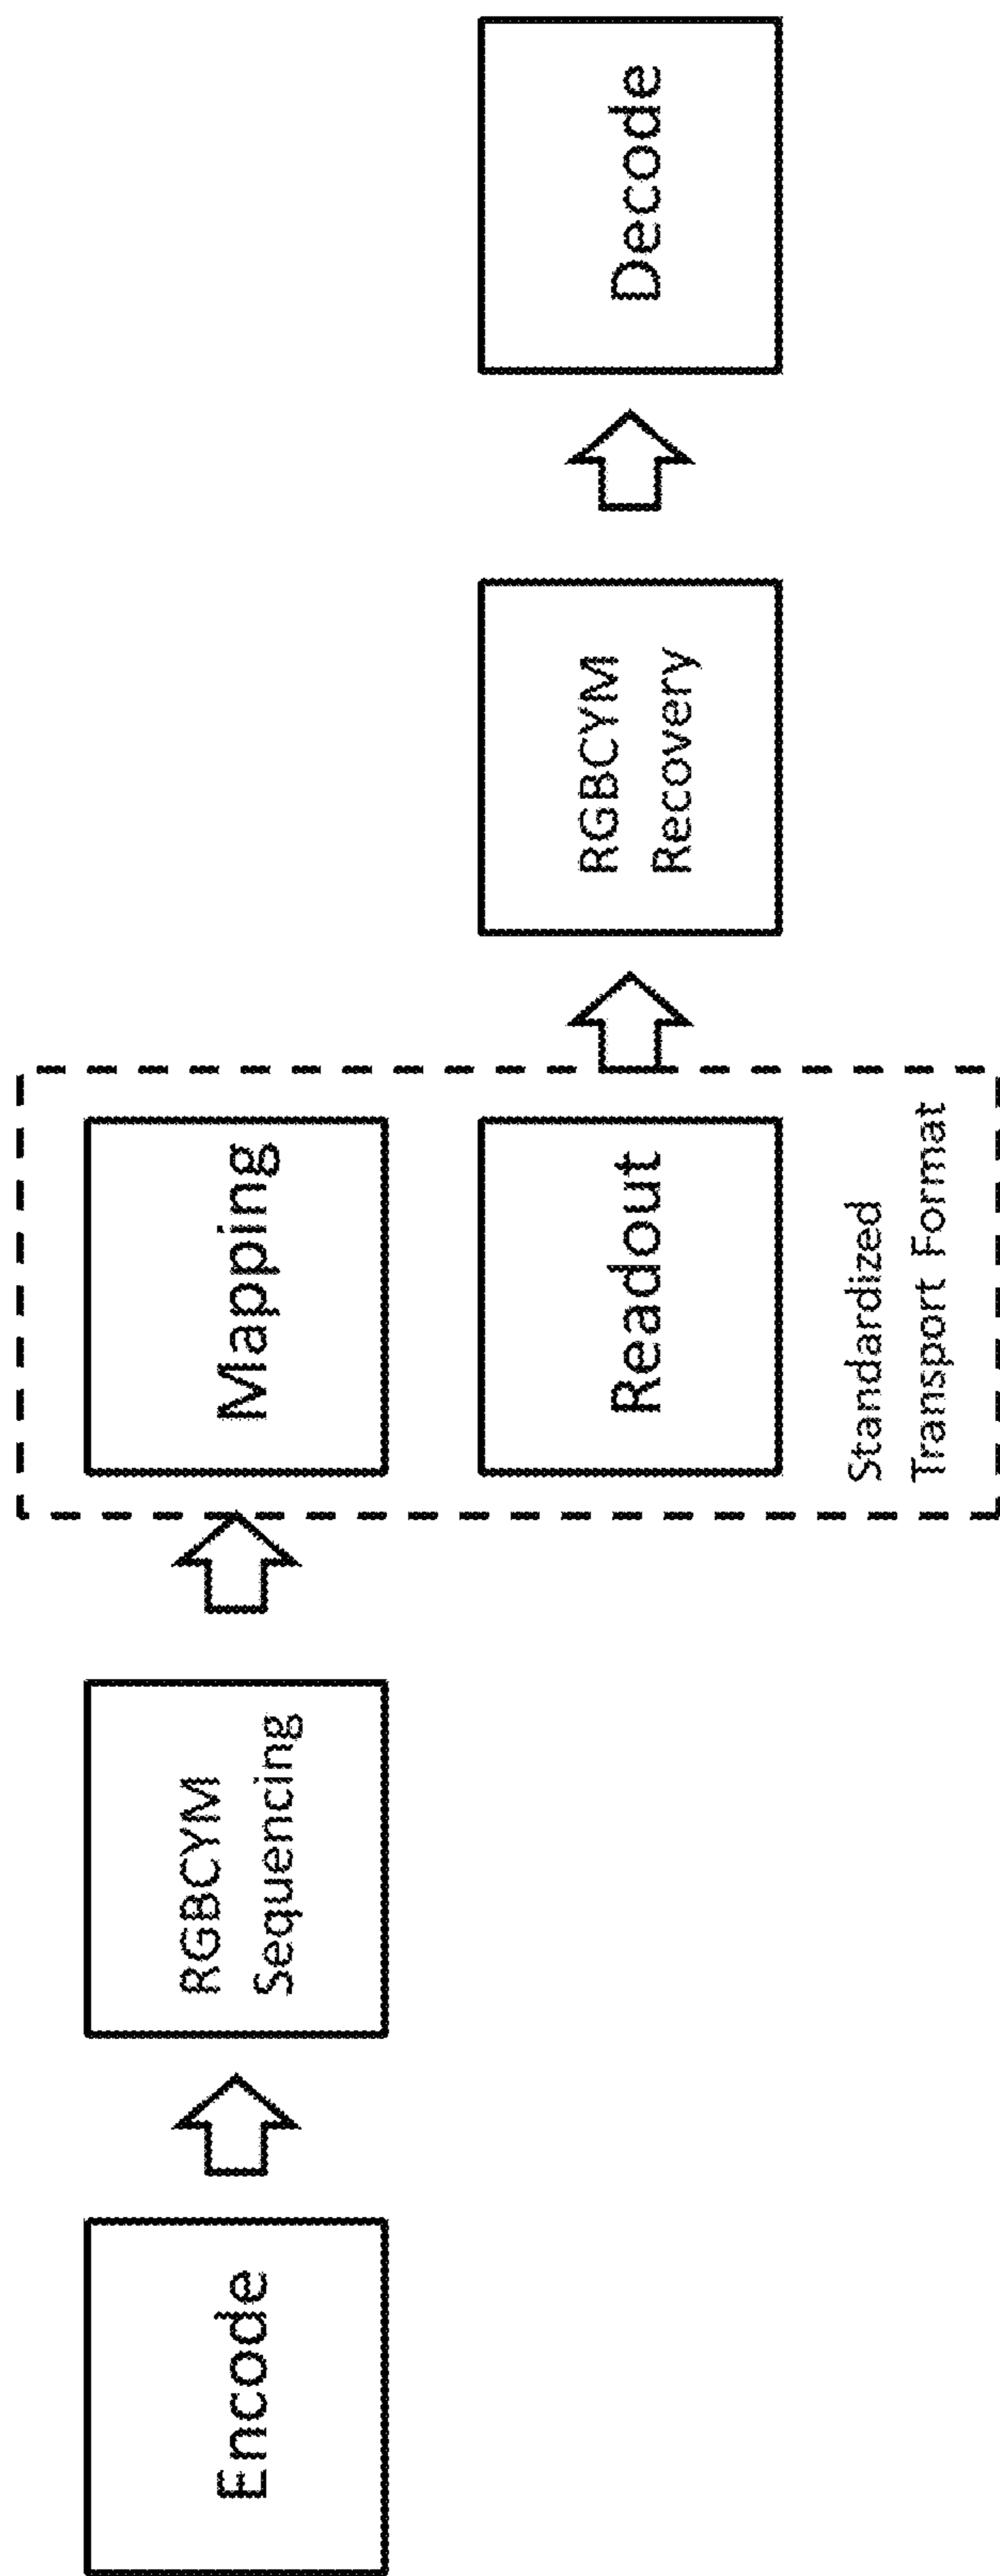 Encode
RGBCYM
Sequencing
Mapping
Readout
Standardized
Transport Format
RGBCYM
Recovery
Decode